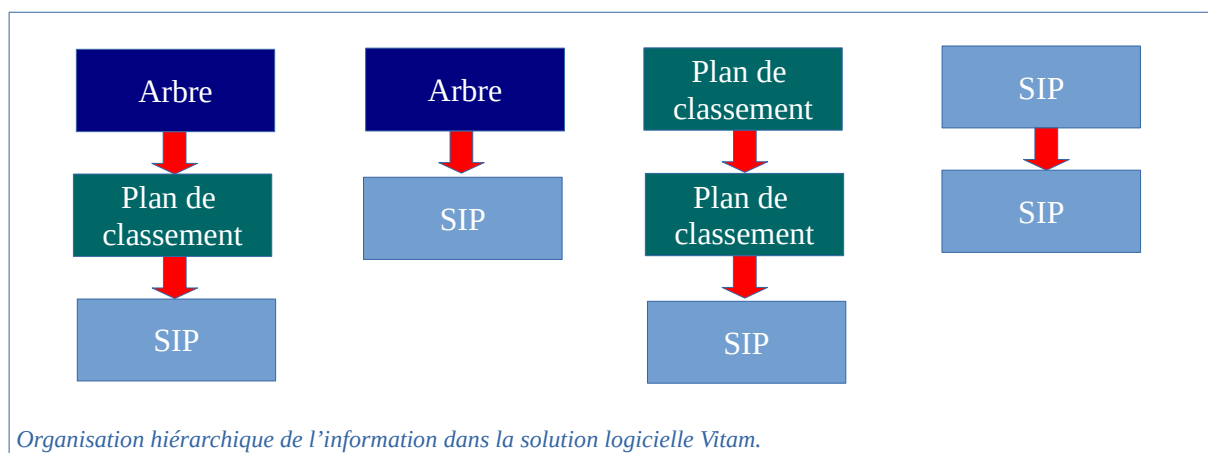 Arbre
Plan de
classement
SIP
Arbre
SIP
Plan de
classement
Plan de
classement
SIP
SIP
SIP
Organisation hiérarchique de l’information dans la solution logicielle Vitam.